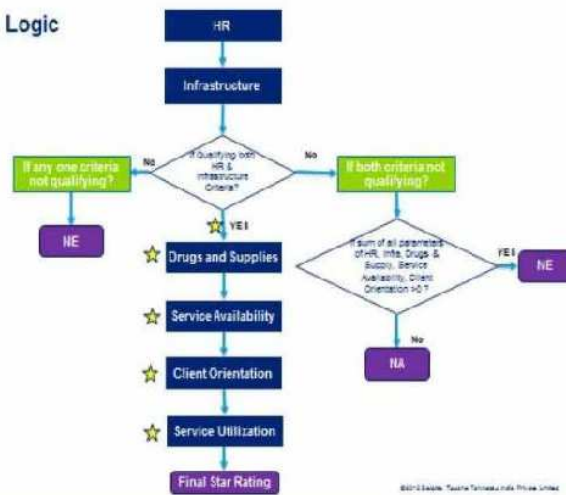 Logic
HR
Infrastructure
If Qualifying both
HR &
Infrastructure
Criteria?
No
No
If any one criteria
not qualifying?
If both criteria not
qualifying?
NE
YES
Drugs and Supplies
If sum of all parameters
of HR, Infra, Drugs &
Supply, Service
Availability, Client
Orientation >0 ?
YES
NE
Service Availability
No
NA
Client Orientation
Service Utilization
Final Star Rating
Private Limited